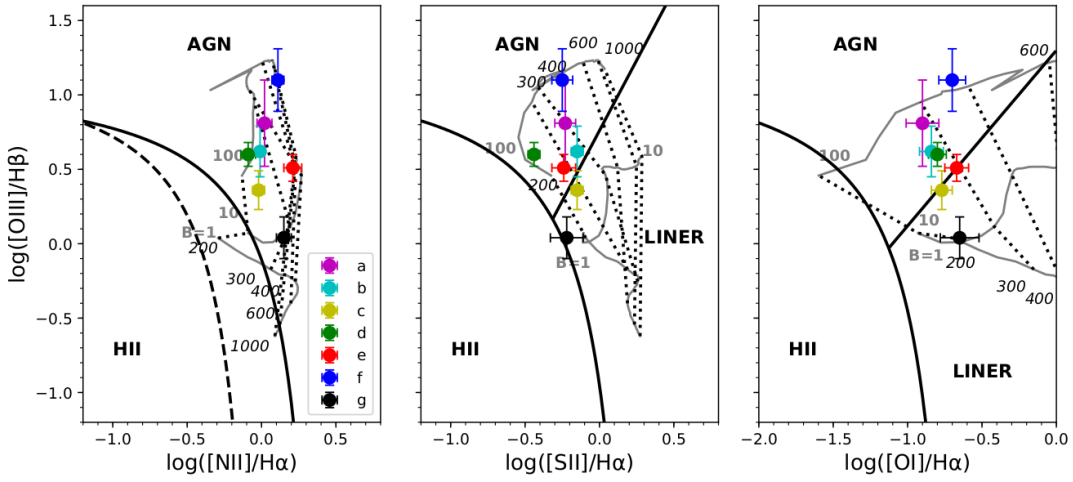 log([OIII]/Hβ)
1.5
1.0
0.5
0.0
−0.5
−1.0
AGN
100
10
B=1
200
300
400
600
1000
HII
a
b
c
d
e
f
g
−1.0
−0.5
0.0
0.5
log([NII]/Hα)
AGN
600
1000
400
300
100
10
200
B=1
LINER
HII
−1.0
−0.5
0.0
0.5
log([SII]/Hα)
AGN
600
100
10
B=1
200
300
400
HII
LINER
−2.0
−1.5
−1.0
−0.5
0.0
log([OI]/Hα)